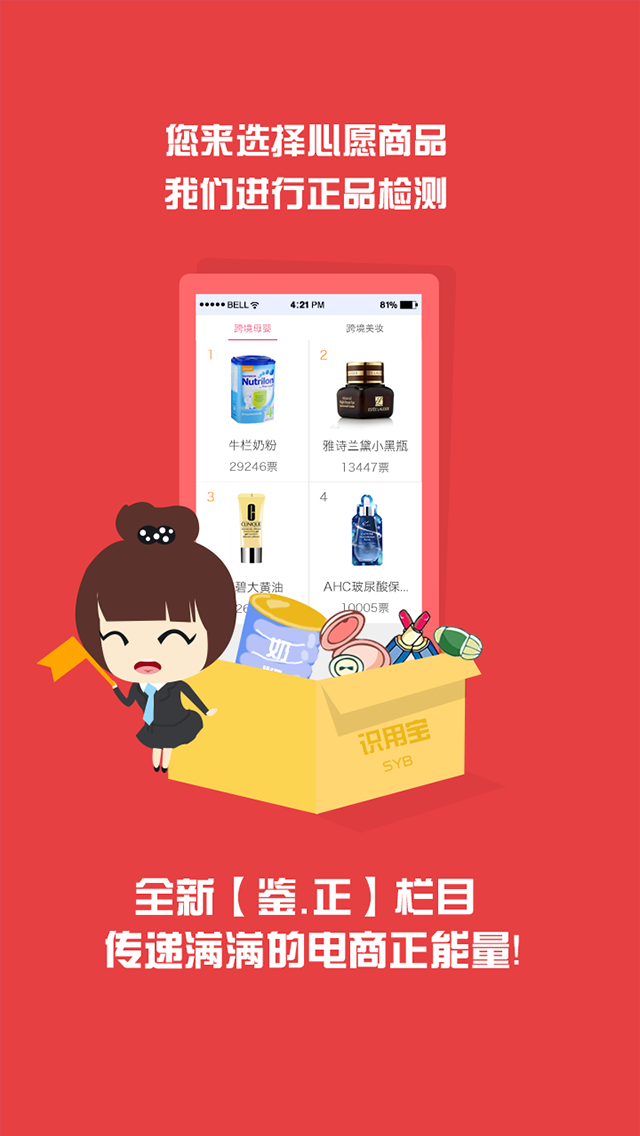 您来选择心愿商品
我们进行正品检测
BELL 4:21 PM 81%
跨境母婴 跨境美妆
1 2
Nutrilon
ESTEE LAUDER
牛栏奶粉 雅诗兰黛小黑瓶
29246票 13447票
3 4
CLINIQUE
碧大黄油 AHC玻尿酸保...
10005票
奶
识用宝
SYB
全新【鉴.正】栏目
传递满满的电商正能量!